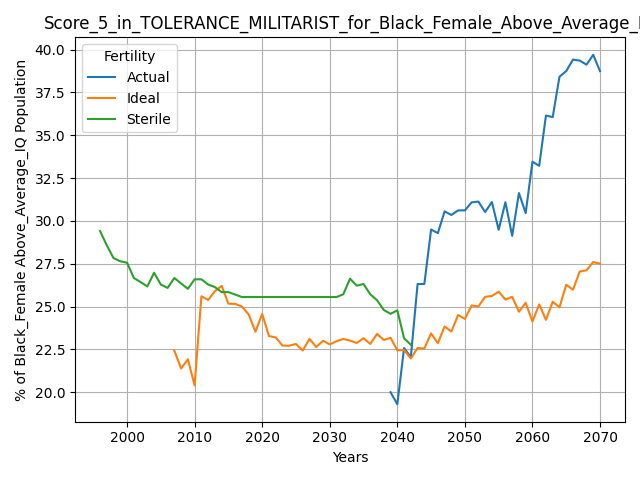 Score_5_in_TOLERANCE_MILITARIST_for_Black_Female_Above_Average_
% of Black_Female Above_Average_IQ Population
40.0
37.5
35.0
32.5
30.0
27.5
25.0
22.5
20.0
Fertility
Actual
Ideal
Sterile
2000
2010
2020
2030
2040
2050
2060
2070
Years